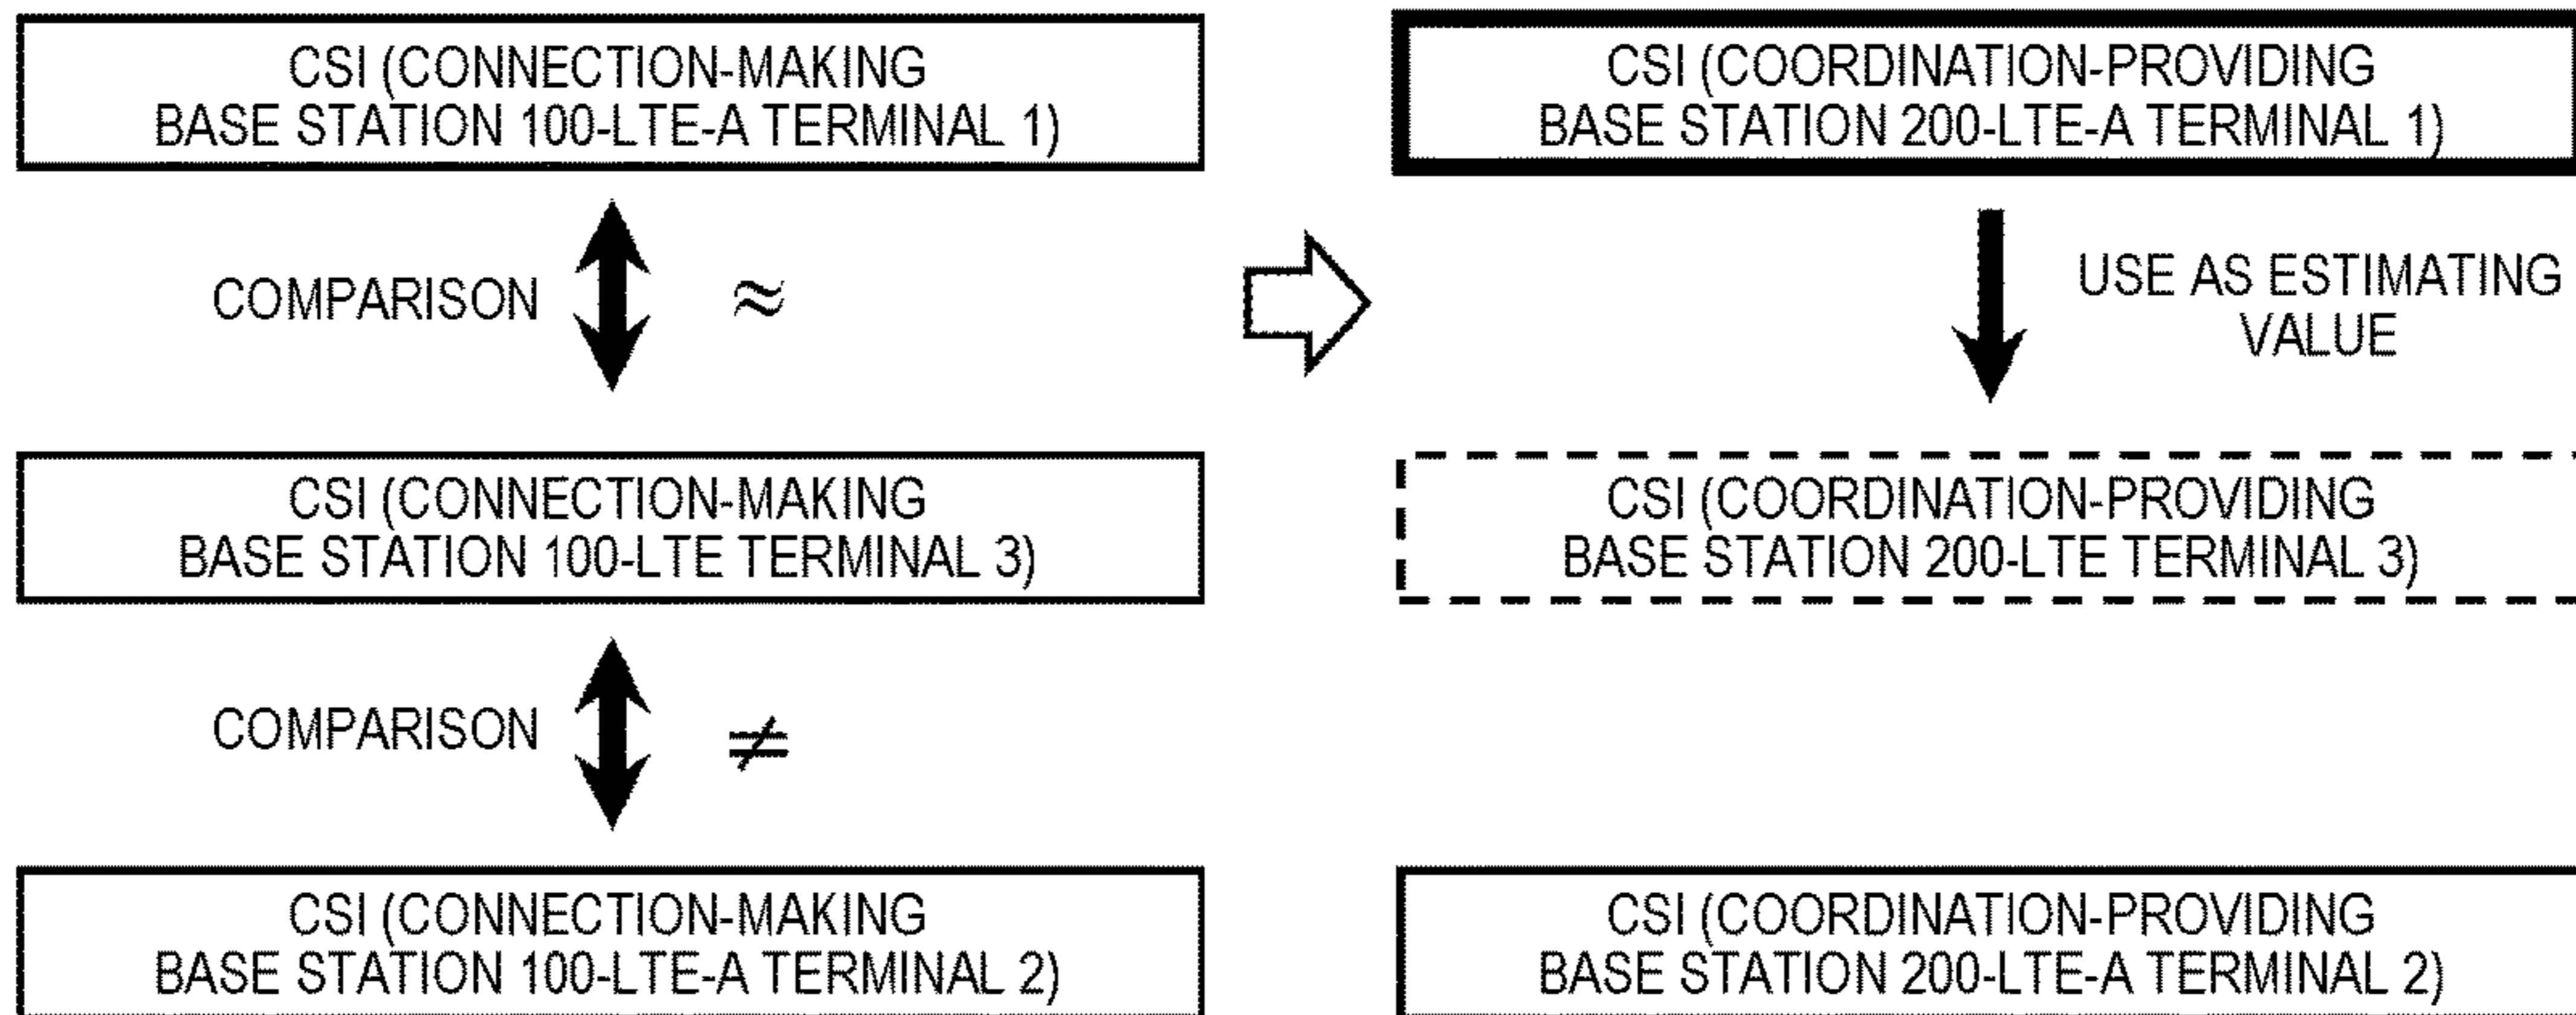 CSI (CONNECTION-MAKING
BASE STATION 100-LTE-A TERMINAL 1)
CSI (COORDINATION-PROVIDING
BASE STATION 200-LTE-A TERMINAL 1)
COMPARISON ≈
USE AS ESTIMATING
VALUE
CSI (CONNECTION-MAKING
BASE STATION 100-LTE TERMINAL 3)
CSI (COORDINATION-PROVIDING
BASE STATION 200-LTE TERMINAL 3)
COMPARISON ≠
CSI (CONNECTION-MAKING
BASE STATION 100-LTE-A TERMINAL 2)
CSI (COORDINATION-PROVIDING
BASE STATION 200-LTE-A TERMINAL 2)